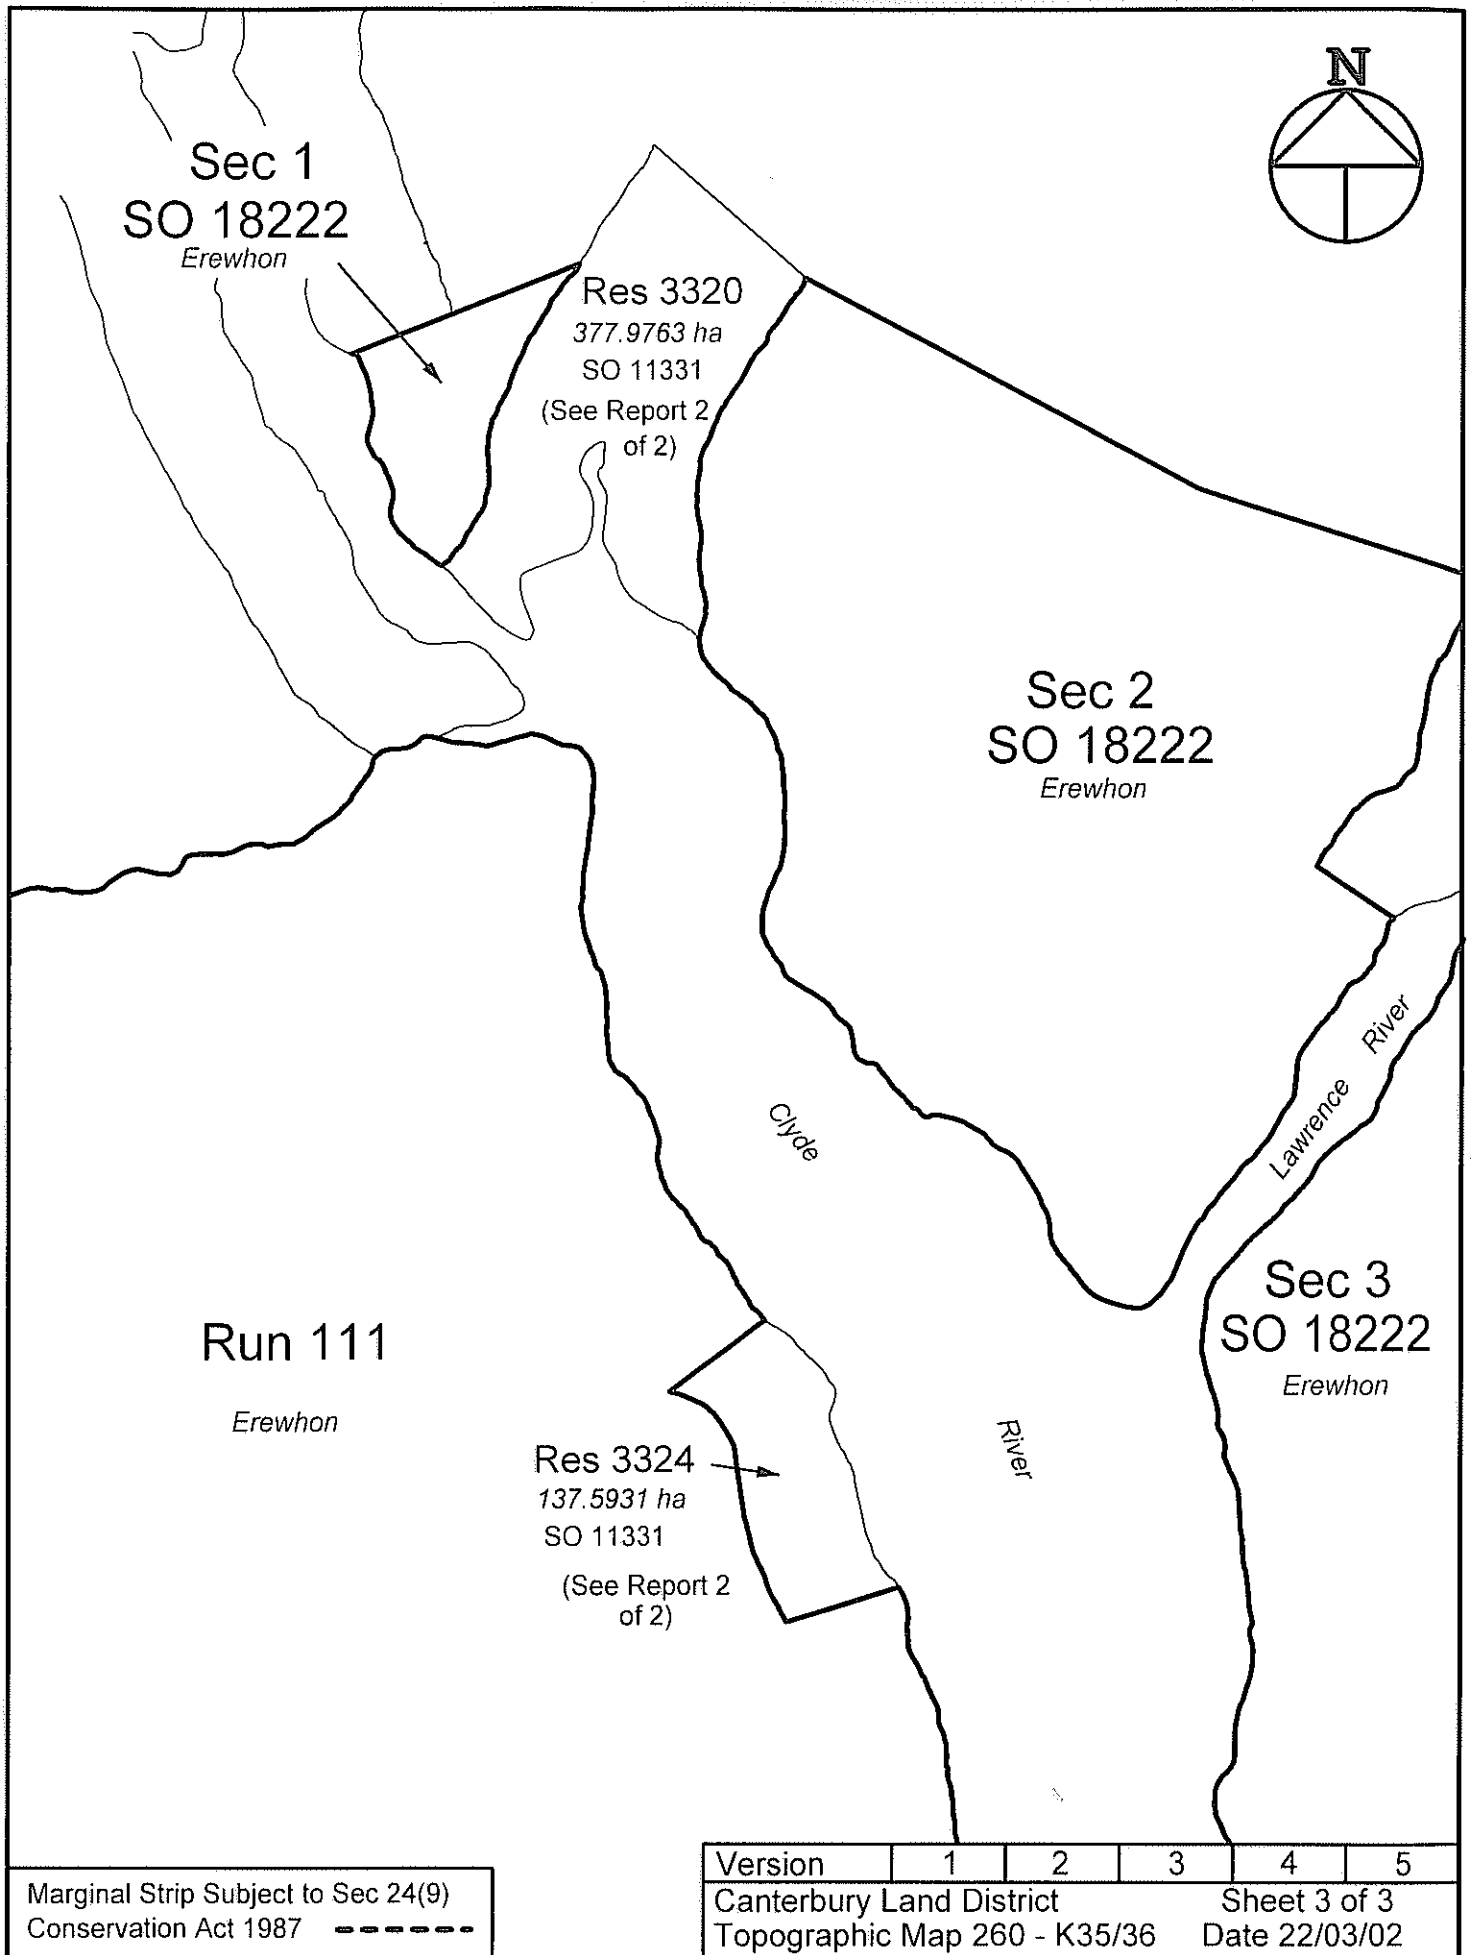 N
Sec 1
SO 18222
Erewhon
Res 3320
377.9763 ha
SO 11331
(See Report 2
of 2)
Sec 2
SO 18222
Erewhon
River
Lawrence
Clyde
Sec 3
SO 18222
Erewhon
Run 111
Erewhon
River
Res 3324
137.5931 ha
SO 11331
(See Report 2
of 2)
Marginal Strip Subject to Sec 24(9)
Conservation Act 1987
Version 1 2 3 4 5
Canterbury Land District Sheet 3 of 3
Topographic Map 260 - K35/36 Date 22/03/02